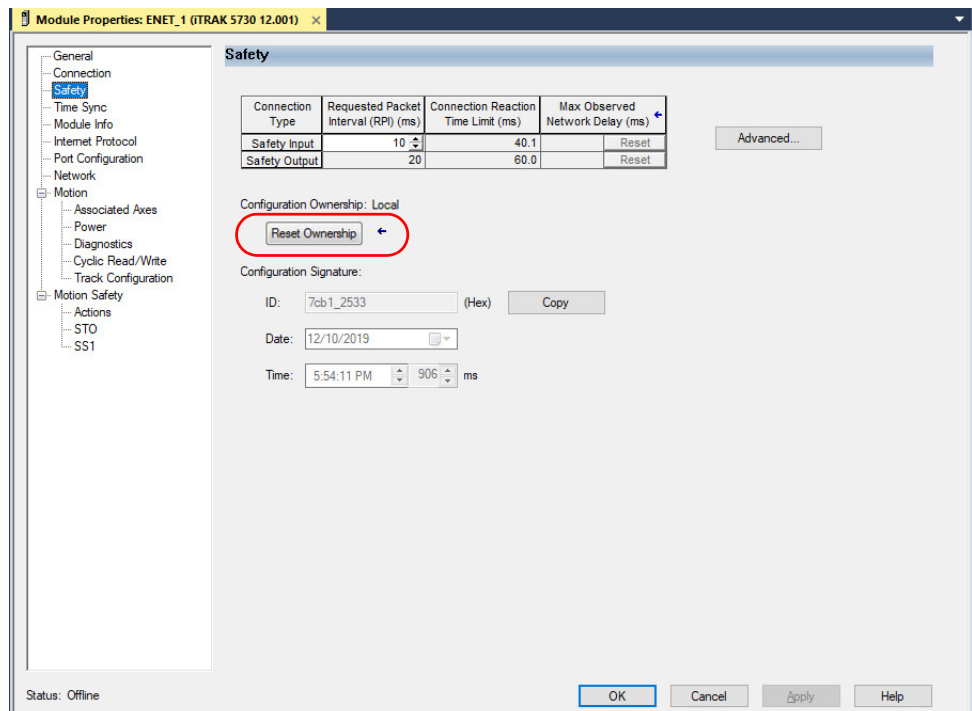 Module Properties: ENET_1 (iTRAK 5730 12.001) ×
General
Connection
Safety
Time Sync
Module Info
Internet Protocol
Port Configuration
Network
Motion
Associated Axes
Power
Diagnostics
Cyclic Read/Write
Track Configuration
Motion Safety
Actions
STO
SS1
Safety
Connection Type Requested Packet Interval (RPI) (ms) Connection Reaction Time Limit (ms) Max Observed Network Delay (ms)
Safety Input 10 40.1 Reset
Safety Output 20 60.0 Reset
Advanced...
Configuration Ownership: Local
Reset Ownership
Configuration Signature:
ID: 7cb1_2533 (Hex) Copy
Date: 12/10/2019
Time: 5:54:11 PM 906 ms
Status: Offline
OK Cancel Apply Help